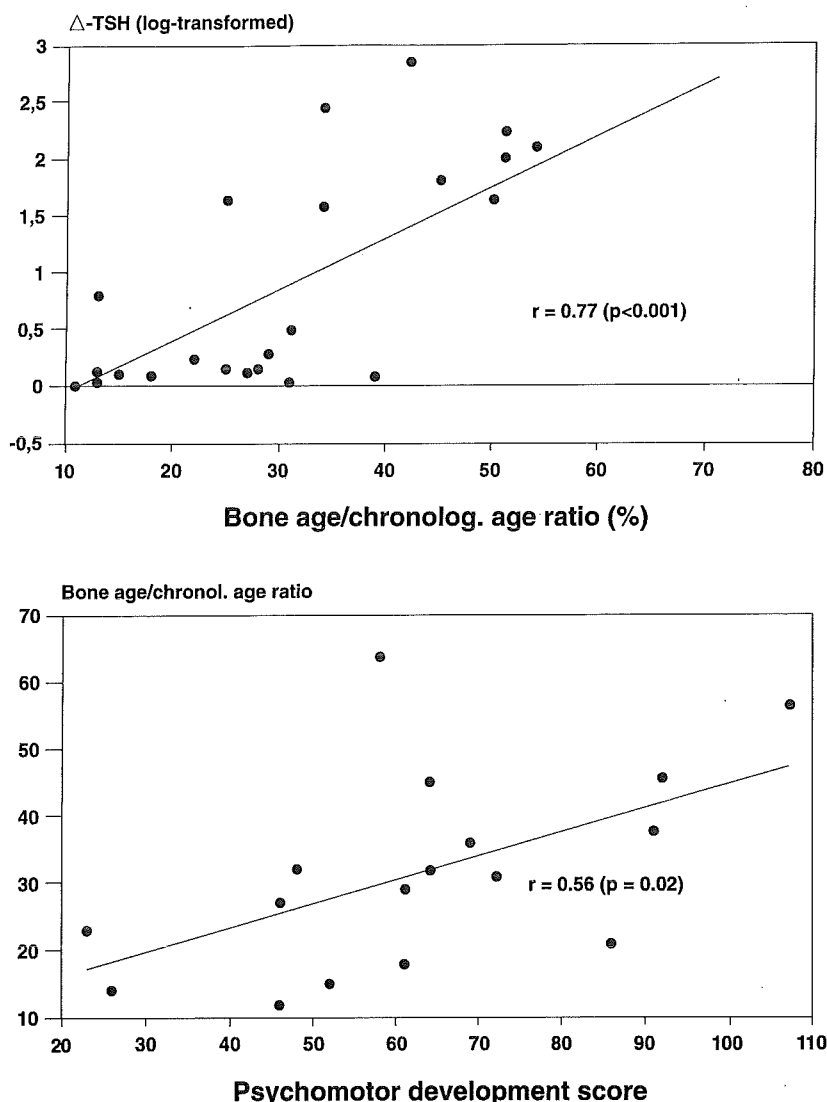 △-TSH (log-transformed)
3
2,5
2
1,5
1
0,5
0
-0,5
r = 0.77 (p<0.001)
10 20 30 40 50 60 70 80
Bone age/chronolog. age ratio (%)
Bone age/chronol. age ratio
70
60
50
40
30
20
10
r = 0.56 (p = 0.02)
20 30 40 50 60 70 80 90 100 110
Psychomotor development score